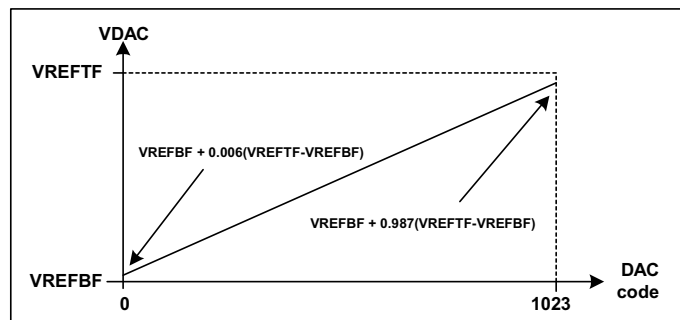 VDAC
VREFTF
VREFBF + 0.006(VREFTF-VREFBF)
VREFBF + 0.987(VREFTF-VREFBF)
VREFBF
DAC
code
0
1023